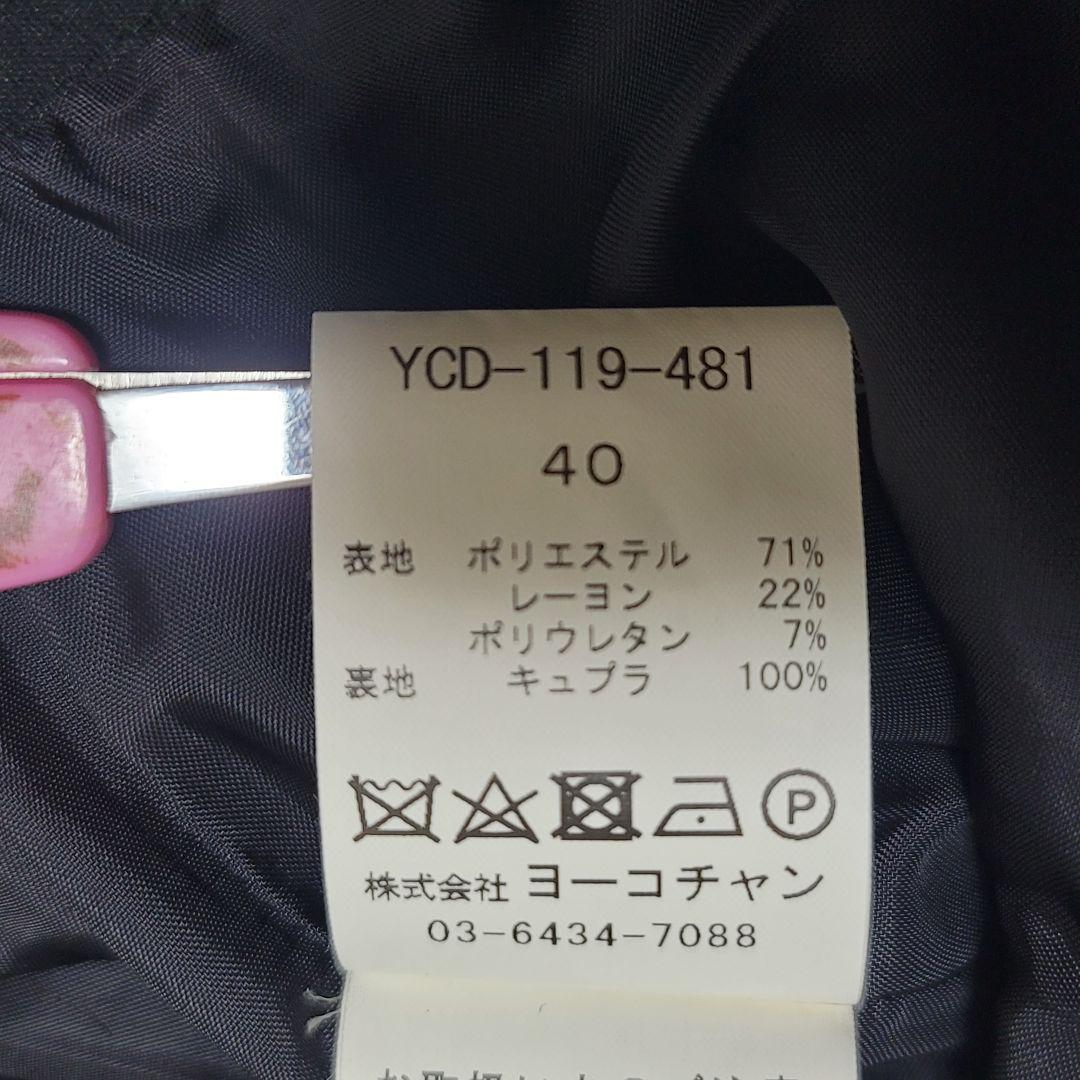 YCD-119-481
40
表地 ポリエステル 71%
レーヨン 22%
ポリウレタン 7%
裏地 キュプラ 100%
P
株式会社 ヨーコチャン
03-6434-7088